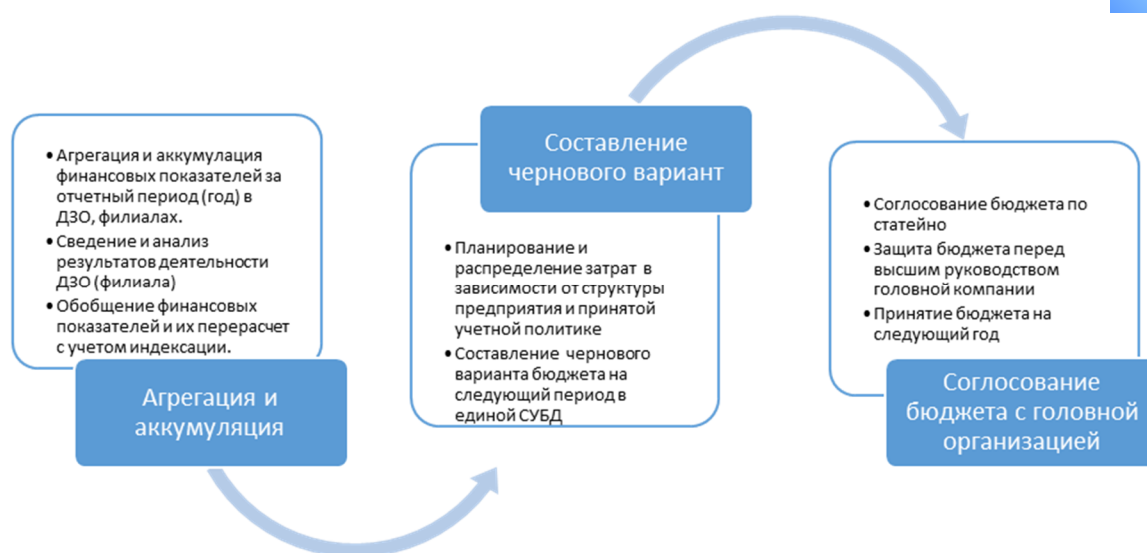 • Агрегация и аккумулация
финансовых показателей за
отчетный период (год) в
ДЗО, филиалах.
• Сведение и анализ
результатов деятельности
ДЗО (филиала)
• Обобщение финансовых
показателей и их перерасчет
с учетом индексации.
Агрегация и
аккумуляция
Составление
чернового вариант
• Планирование и
распределение затрат в
зависимости от структуры
предприятия и принятой
учетной политике
• Составление чернового
варианта бюджета на
следующий период в
единой СУБД
• Соглосование бюджета по
статейно
• Защита бюджета перед
высшим руководством
головной компании
• Принятие бюджета на
следующий год
Соглосование
бюджета с головной
организацией